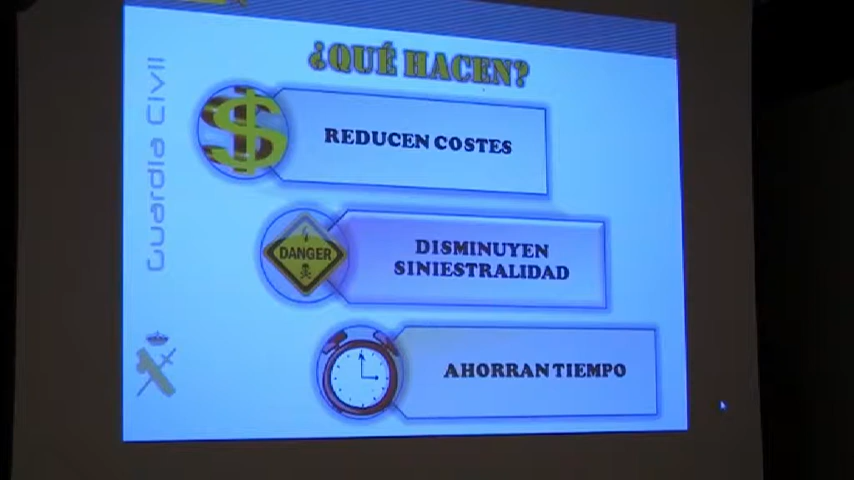 ¿QUÉ HACEN?
Guardia Civil
REDUCEN COSTES
DANGER
DISMINUYEN
SINIESTRALIDAD
AHORRAN TIEMPO